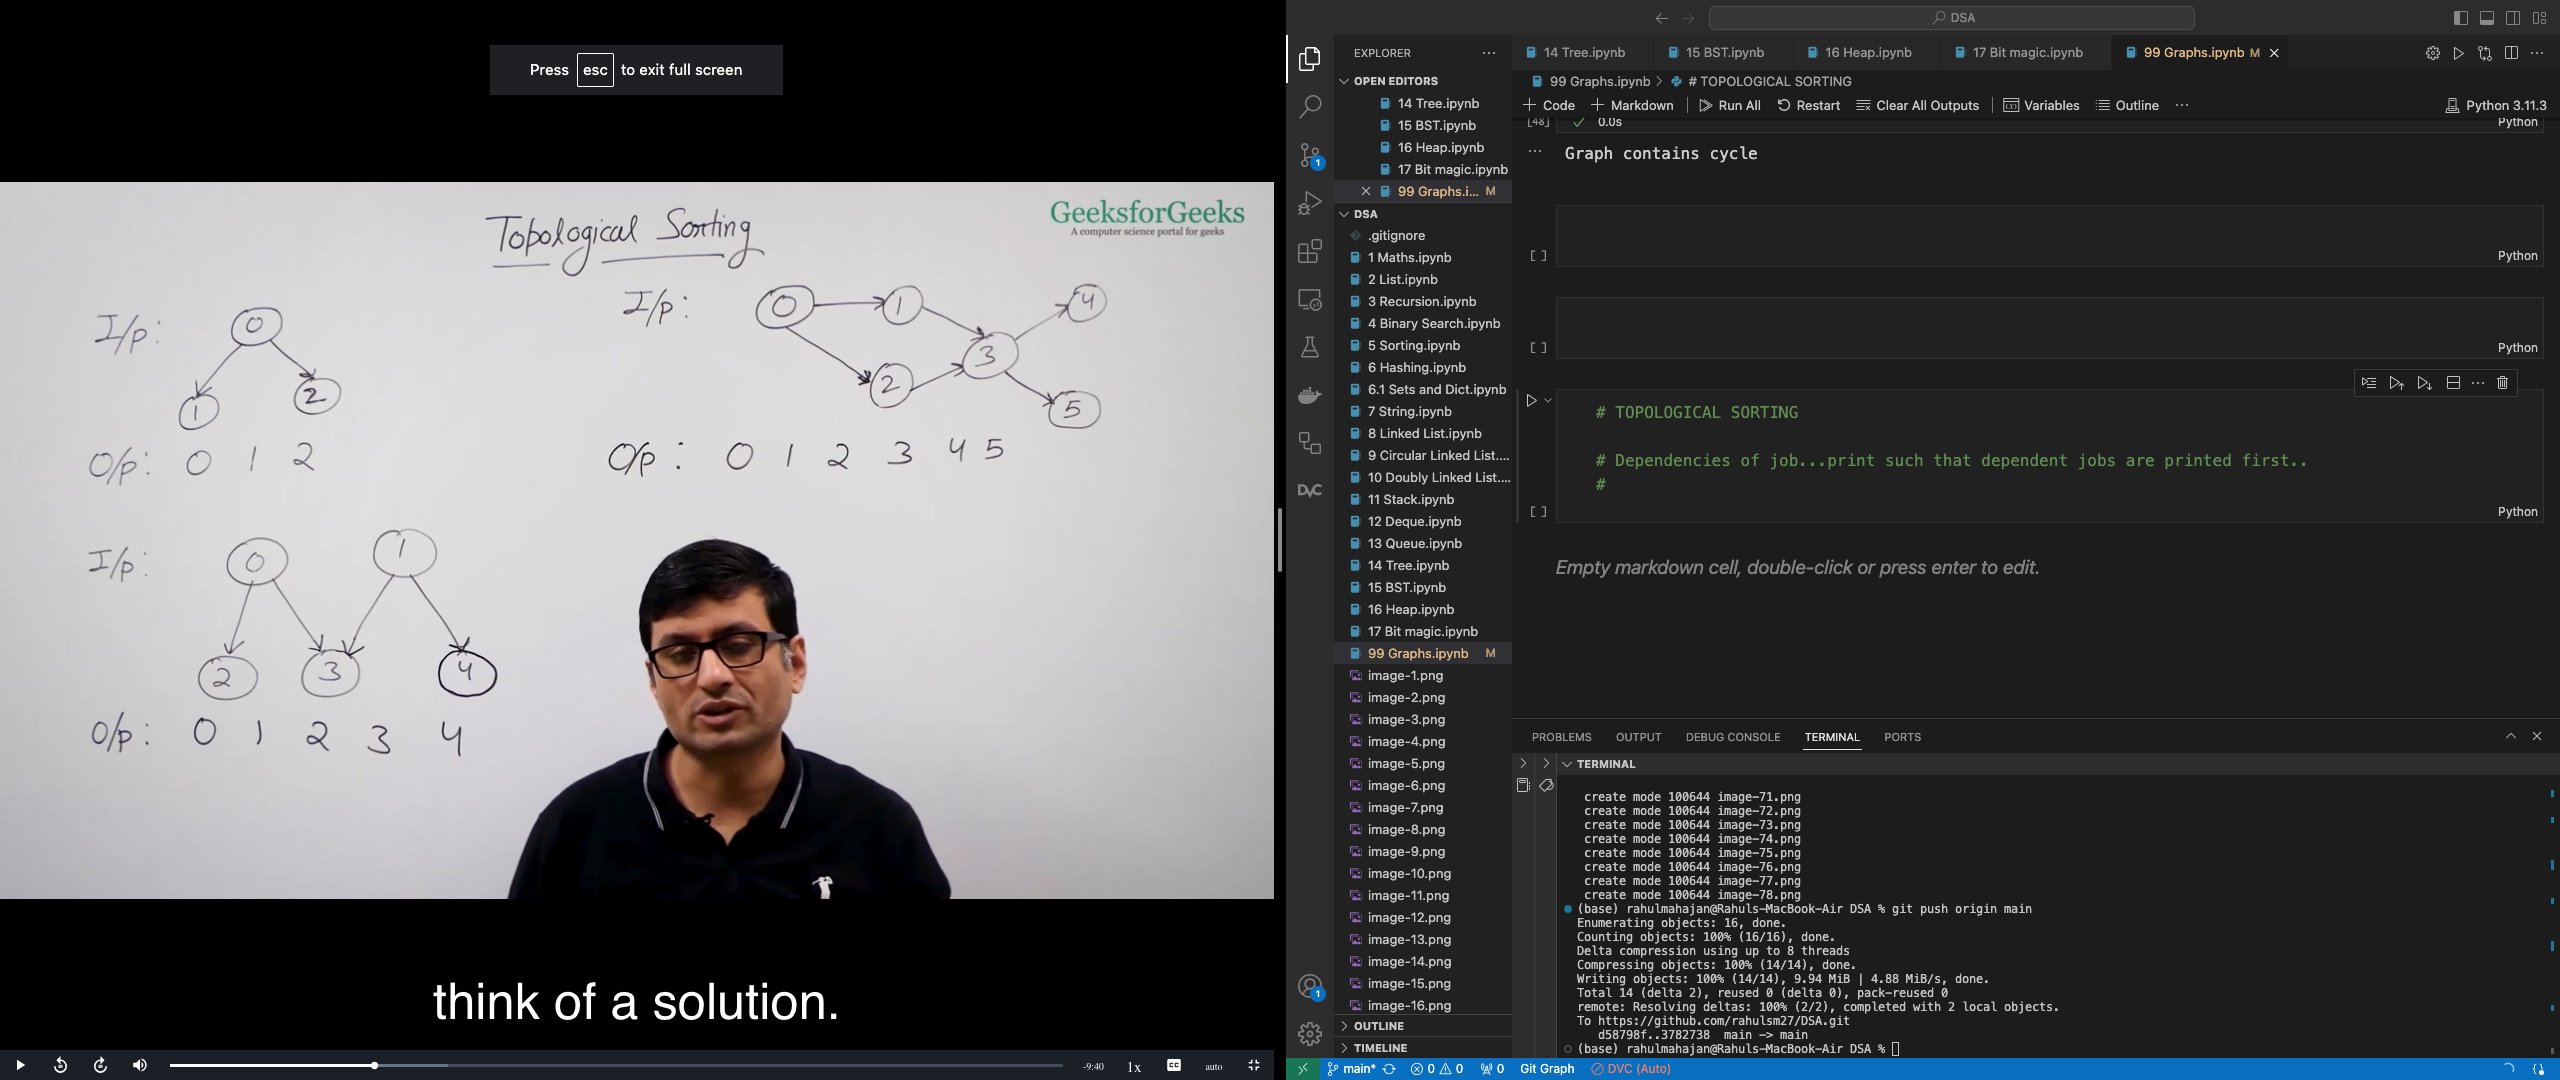 Press esc to exit full screen
Topological Sorting
GeeksforGeeks
A computer science portal for geeks
I/p:
0
1
2
O/p: 0 1 2
I/p:
0
1
4
3
2
5
O/p: 0 1 2 3 4 5
I/p:
0
1
2
3
4
O/p: 0 1 2 3 4
think of a solution.
-9:40
1x
CC
auto
DSA
EXPLORER
OPEN EDITORS
14 Tree.ipynb
15 BST.ipynb
16 Heap.ipynb
17 Bit magic.ipynb
99 Graphs.i... M
DSA
.gitignore
1 Maths.ipynb
2 List.ipynb
3 Recursion.ipynb
4 Binary Search.ipynb
5 Sorting.ipynb
6 Hashing.ipynb
6.1 Sets and Dict.ipynb
7 String.ipynb
8 Linked List.ipynb
9 Circular Linked List....
10 Doubly Linked List....
11 Stack.ipynb
12 Deque.ipynb
13 Queue.ipynb
14 Tree.ipynb
15 BST.ipynb
16 Heap.ipynb
17 Bit magic.ipynb
99 Graphs.ipynb M
image-1.png
image-2.png
image-3.png
image-4.png
image-5.png
image-6.png
image-7.png
image-8.png
image-9.png
image-10.png
image-11.png
image-12.png
image-13.png
image-14.png
image-15.png
image-16.png
OUTLINE
TIMELINE
1
DVC
1
14 Tree.ipynb 15 BST.ipynb 16 Heap.ipynb 17 Bit magic.ipynb 99 Graphs.ipynb M
99 Graphs.ipynb > # TOPOLOGICAL SORTING
Code Markdown Run All Restart Clear All Outputs Variables Outline ... Python 3.11.3
[48] 0.0s Python
... Graph contains cycle
[ ] Python
[ ] Python
# TOPOLOGICAL SORTING
# Dependencies of job...print such that dependent jobs are printed first..
#
[ ] Python
Empty markdown cell, double-click or press enter to edit.
PROBLEMS OUTPUT DEBUG CONSOLE TERMINAL PORTS
TERMINAL
create mode 100644 image-71.png
create mode 100644 image-72.png
create mode 100644 image-73.png
create mode 100644 image-74.png
create mode 100644 image-75.png
create mode 100644 image-76.png
create mode 100644 image-77.png
create mode 100644 image-78.png
(base) rahulmahajan@Rahuls-MacBook-Air DSA % git push origin main
Enumerating objects: 16, done.
Counting objects: 100% (16/16), done.
Delta compression using up to 8 threads
Compressing objects: 100% (14/14), done.
Writing objects: 100% (14/14), 9.94 MiB | 4.88 MiB/s, done.
Total 14 (delta 2), reused 0 (delta 0), pack-reused 0
remote: Resolving deltas: 100% (2/2), completed with 2 local objects.
To https://github.com/rahulsm27/DSA.git
d58798f..3782738 main -> main
(base) rahulmahajan@Rahuls-MacBook-Air DSA %
main* 0 0 0 Git Graph DVC (Auto)